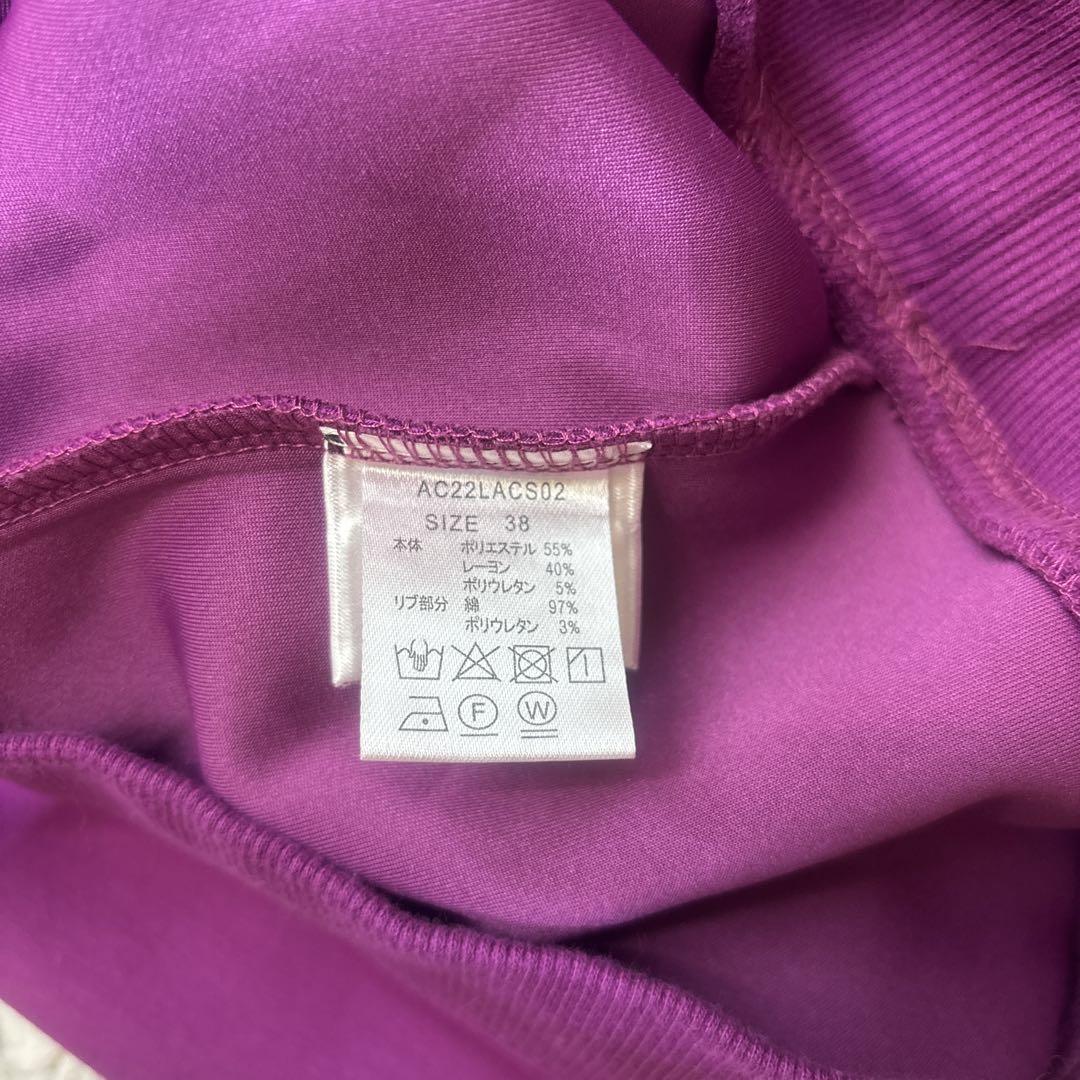 AC22LACS02
SIZE 38
本体 ポリエステル 55%
レーヨン 40%
ポリウレタン 5%
リブ部分 綿 97%
ポリウレタン 3%
F W